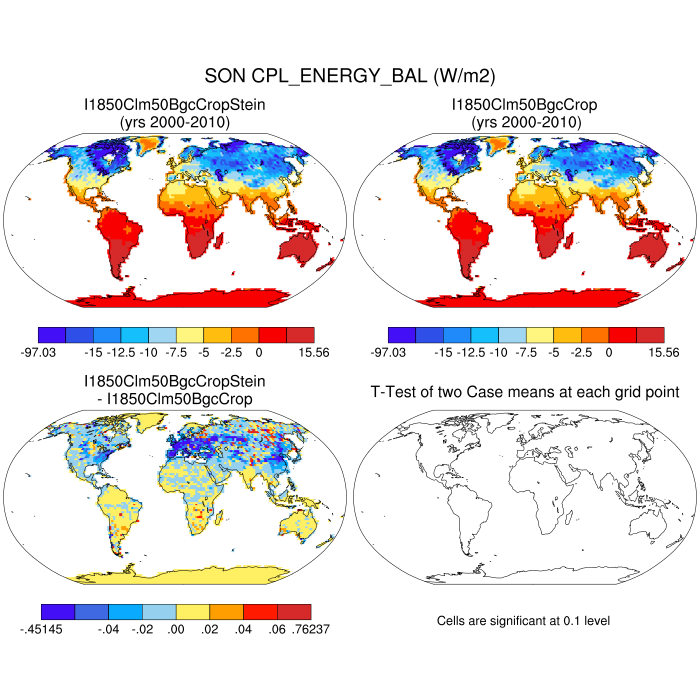 SON CPL_ENERGY_BAL (W/m2)
I1850Clm50BgcCropStein
(yrs 2000-2010)
I1850Clm50BgcCrop
(yrs 2000-2010)
-97.03 -15 -12.5 -10 -7.5 -5 -2.5 0 15.56
-97.03 -15 -12.5 -10 -7.5 -5 -2.5 0 15.56
I1850Clm50BgcCropStein
- I1850Clm50BgcCrop
T-Test of two Case means at each grid point
-.45145 -.04 -.02 .00 .02 .04 .06 .76237
Cells are significant at 0.1 level